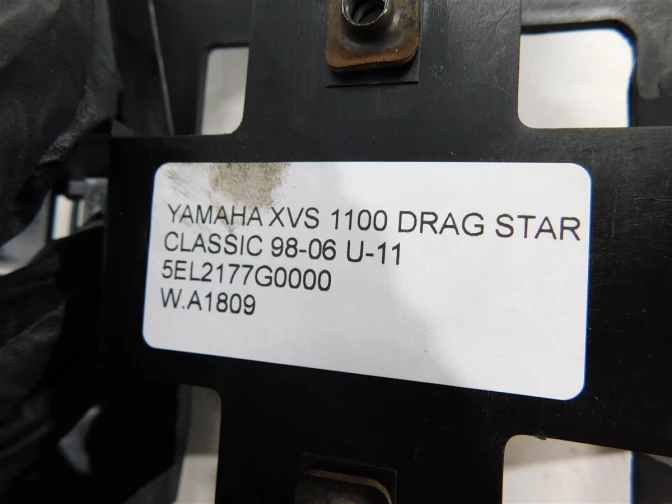 YAMAHA XVS 1100 DRAG STAR
CLASSIC 98-06 U-11
5EL2177G0000
W.A1809